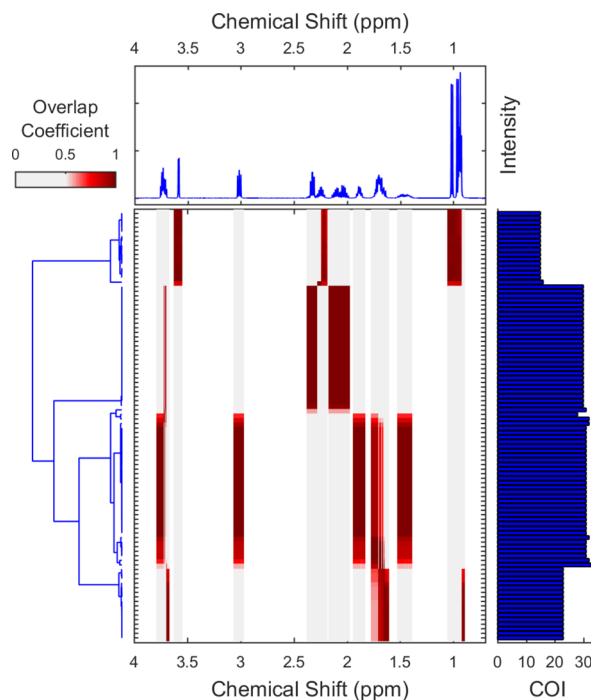 Chemical Shift (ppm)
4 3.5 3 2.5 2 1.5 1
Overlap
Coefficient
0 0.5 1
Intensity
4 3.5 3 2.5 2 1.5 1
Chemical Shift (ppm)
0 10 20 30
COI